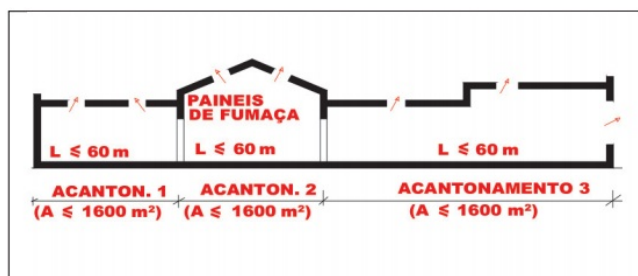 PAINEIS
DE FUMAÇA
L ≤ 60 m
L ≤ 60 m
L ≤ 60 m
ACANTON. 1
ACANTON. 2
ACANTONAMENTO 3
(A ≤ 1600 m²)
(A ≤ 1600 m²)
(A ≤ 1600 m²)